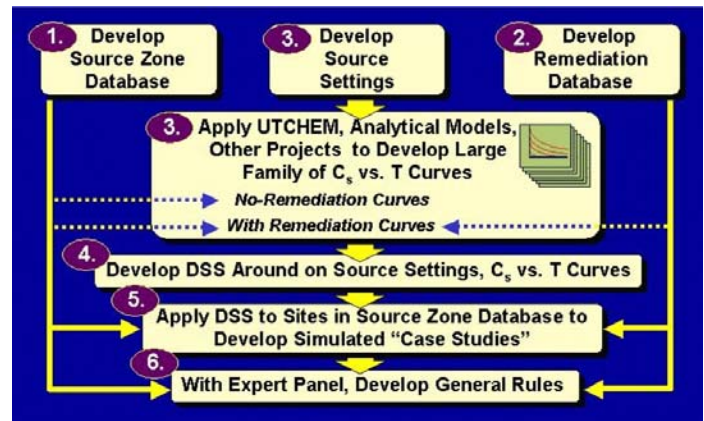 1. Develop
Source Zone
Database
3. Develop
Source
Settings
2. Develop
Remediation
Database
3. Apply UTCHEM, Analytical Models,
Other Projects to Develop Large
Family of Cs vs. T Curves
No-Remediation Curves
With Remediation Curves
4. Develop DSS Around on Source Settings, Cs vs. T Curves
5. Apply DSS to Sites in Source Zone Database to
Develop Simulated “Case Studies”
6. With Expert Panel, Develop General Rules